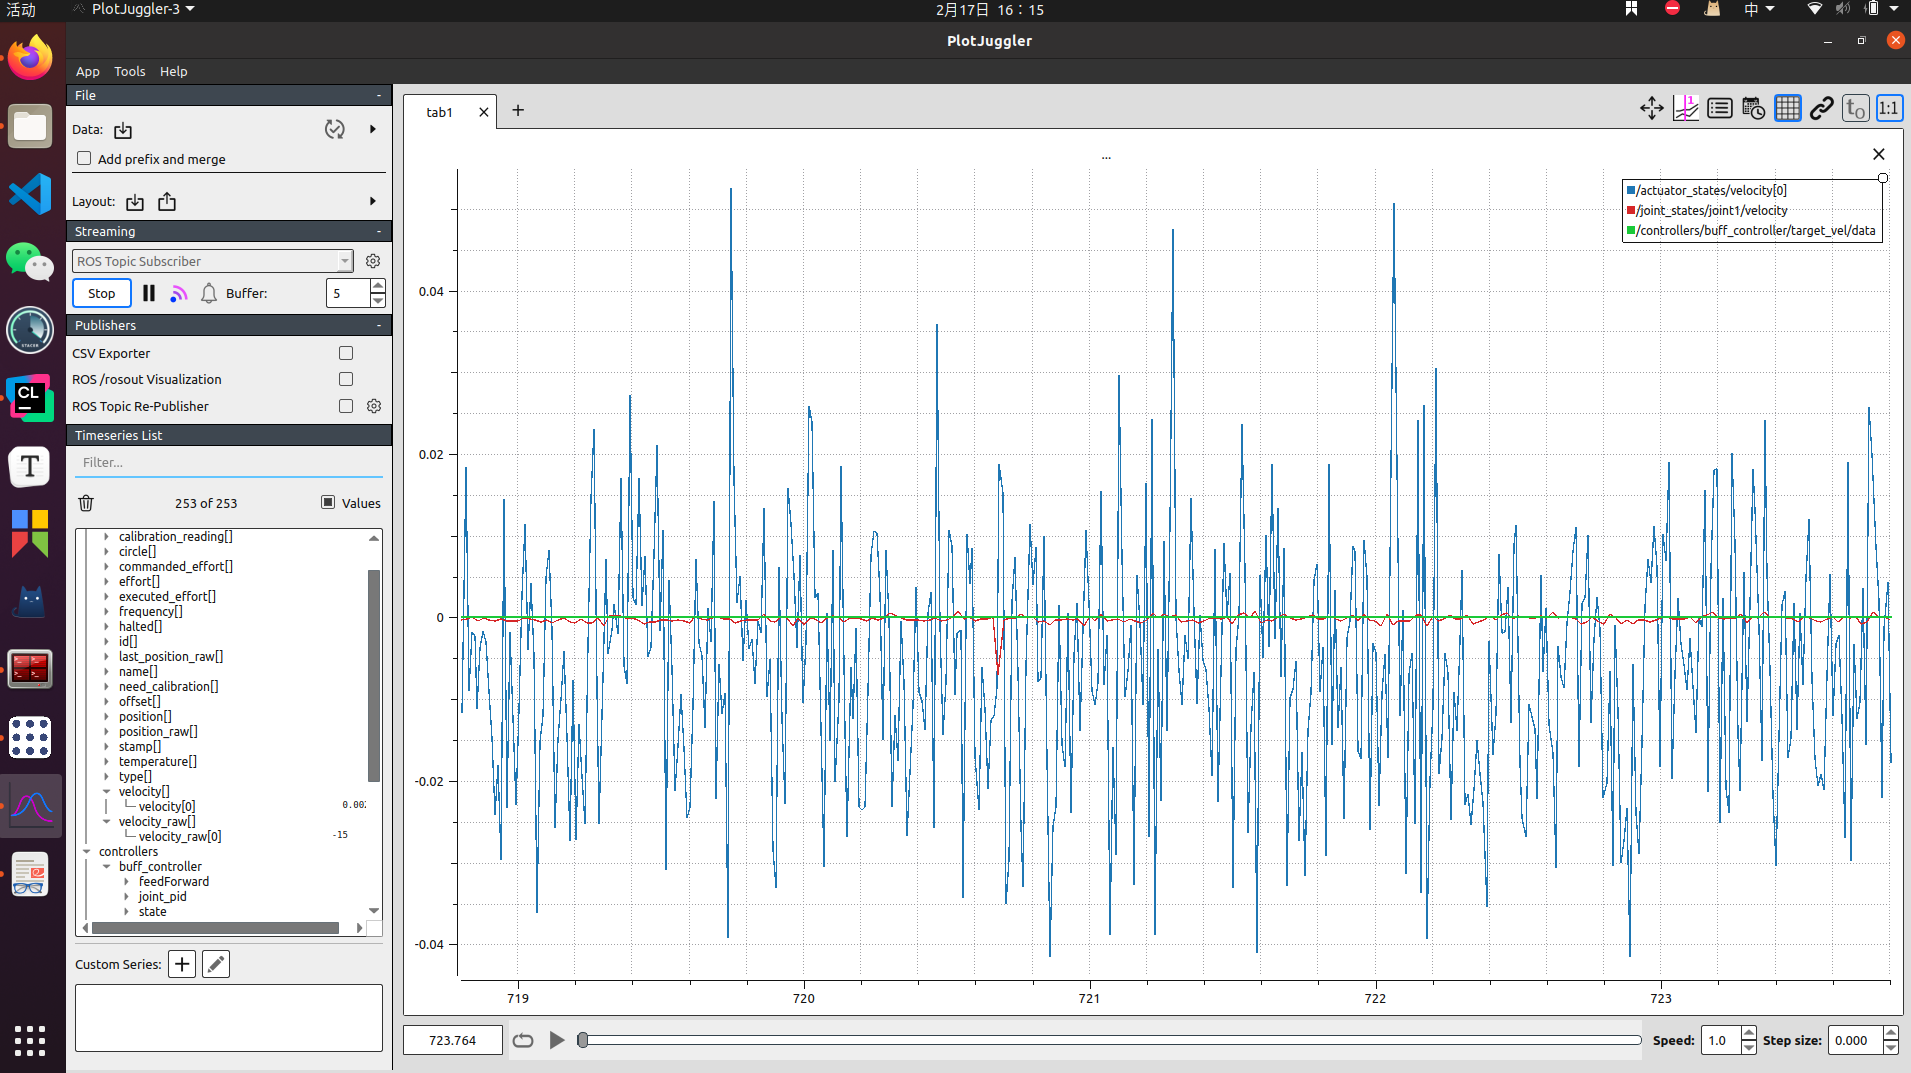 活动
PlotJuggler-3
2月17日 16：15
中
PlotJuggler
App Tools Help
File -
Data:
Add prefix and merge
Layout:
Streaming -
ROS Topic Subscriber
Stop Buffer: 5
Publishers -
CSV Exporter
ROS /rosout Visualization
ROS Topic Re-Publisher
Timeseries List
Filter...
253 of 253 Values
calibration_reading[]
circle[]
commanded_effort[]
effort[]
executed_effort[]
frequency[]
halted[]
id[]
last_position_raw[]
name[]
need_calibration[]
offset[]
position[]
position_raw[]
stamp[]
temperature[]
type[]
velocity[]
velocity[0] 0.00
velocity_raw[]
velocity_raw[0] -15
controllers
buff_controller
feedForward
joint_pid
state
Custom Series:
tab1
1:1
t0
...
/actuator_states/velocity[0]
/joint_states/joint1/velocity
/controllers/buff_controller/target_vel/data
0.04
0.02
0
-0.02
-0.04
719 720 721 722 723
723.764
Speed: 1.0 Step size: 0.000
CL
T